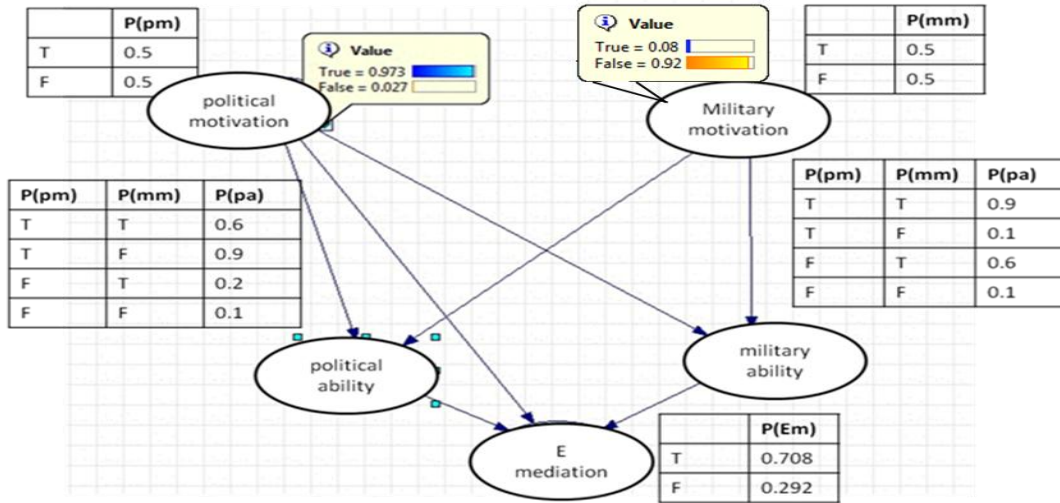 P(pm)
T 0.5
F 0.5
Value
True = 0.973
False = 0.027
Value
True = 0.08
False = 0.92
P(mm)
T 0.5
F 0.5
political
motivation
Military
motivation
P(pm) P(mm) P(pa)
T T 0.6
T F 0.9
F T 0.2
F F 0.1
P(pm) P(mm) P(pa)
T T 0.9
T F 0.1
F T 0.6
F F 0.1
political
ability
military
ability
E
mediation
P(Em)
T 0.708
F 0.292